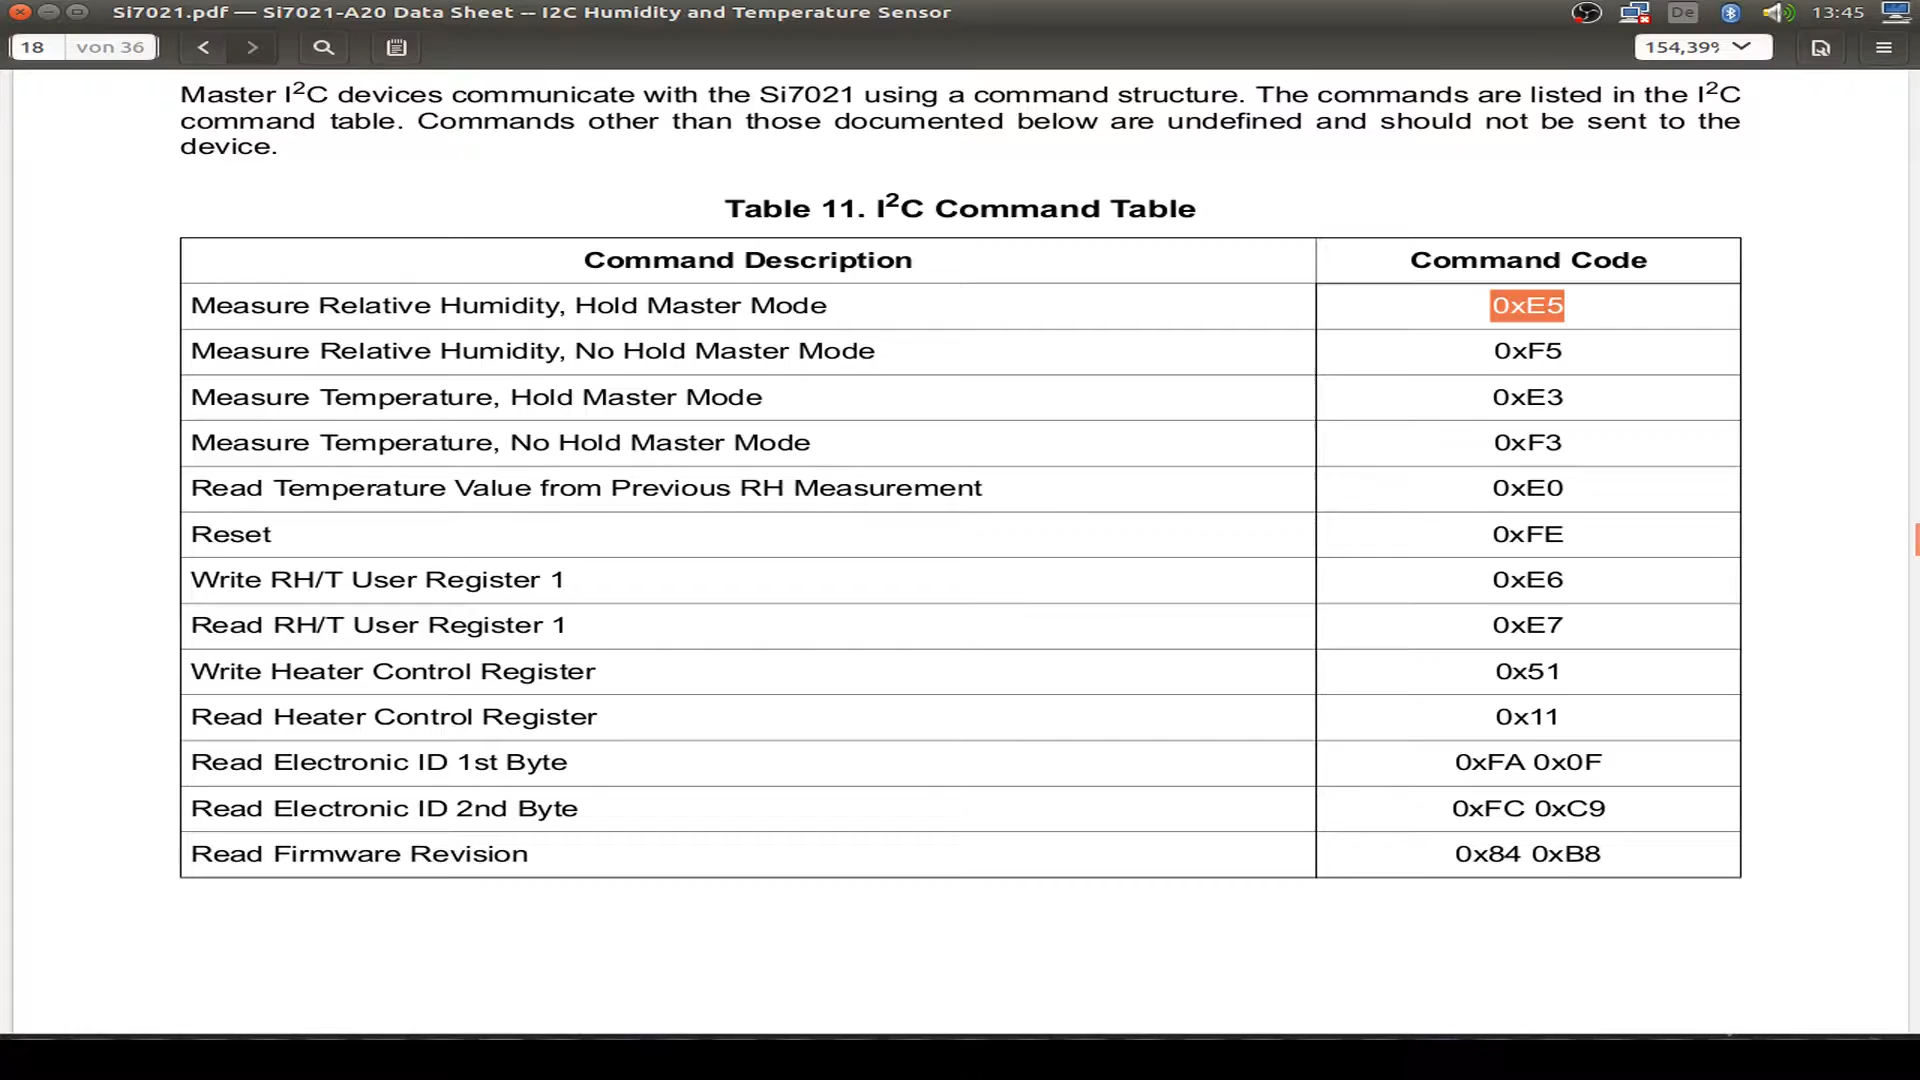 Si7021.pdf — Si7021-A20 Data Sheet -- I2C Humidity and Temperature Sensor
De
13:45
18 von 36
154,39%
Master I²C devices communicate with the Si7021 using a command structure. The commands are listed in the I²C
command table. Commands other than those documented below are undefined and should not be sent to the
device.
Table 11. I²C Command Table
Command Description Command Code
Measure Relative Humidity, Hold Master Mode 0xE5
Measure Relative Humidity, No Hold Master Mode 0xF5
Measure Temperature, Hold Master Mode 0xE3
Measure Temperature, No Hold Master Mode 0xF3
Read Temperature Value from Previous RH Measurement 0xE0
Reset 0xFE
Write RH/T User Register 1 0xE6
Read RH/T User Register 1 0xE7
Write Heater Control Register 0x51
Read Heater Control Register 0x11
Read Electronic ID 1st Byte 0xFA 0x0F
Read Electronic ID 2nd Byte 0xFC 0xC9
Read Firmware Revision 0x84 0xB8